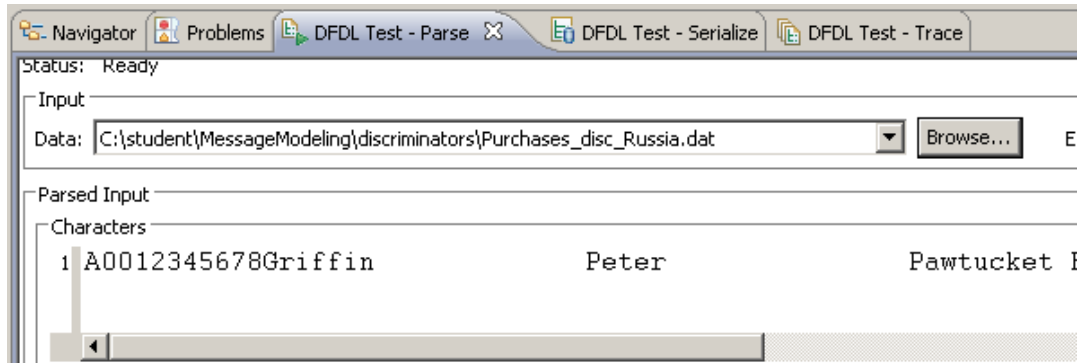 Navigator Problems DFDL Test - Parse DFDL Test - Serialize DFDL Test - Trace
Status: Ready
Input
Data: C:\student\MessageModeling\discriminators\Purchases_disc_Russia.dat Browse... E
Parsed Input
Characters
1 A0012345678Griffin Peter Pawtucket